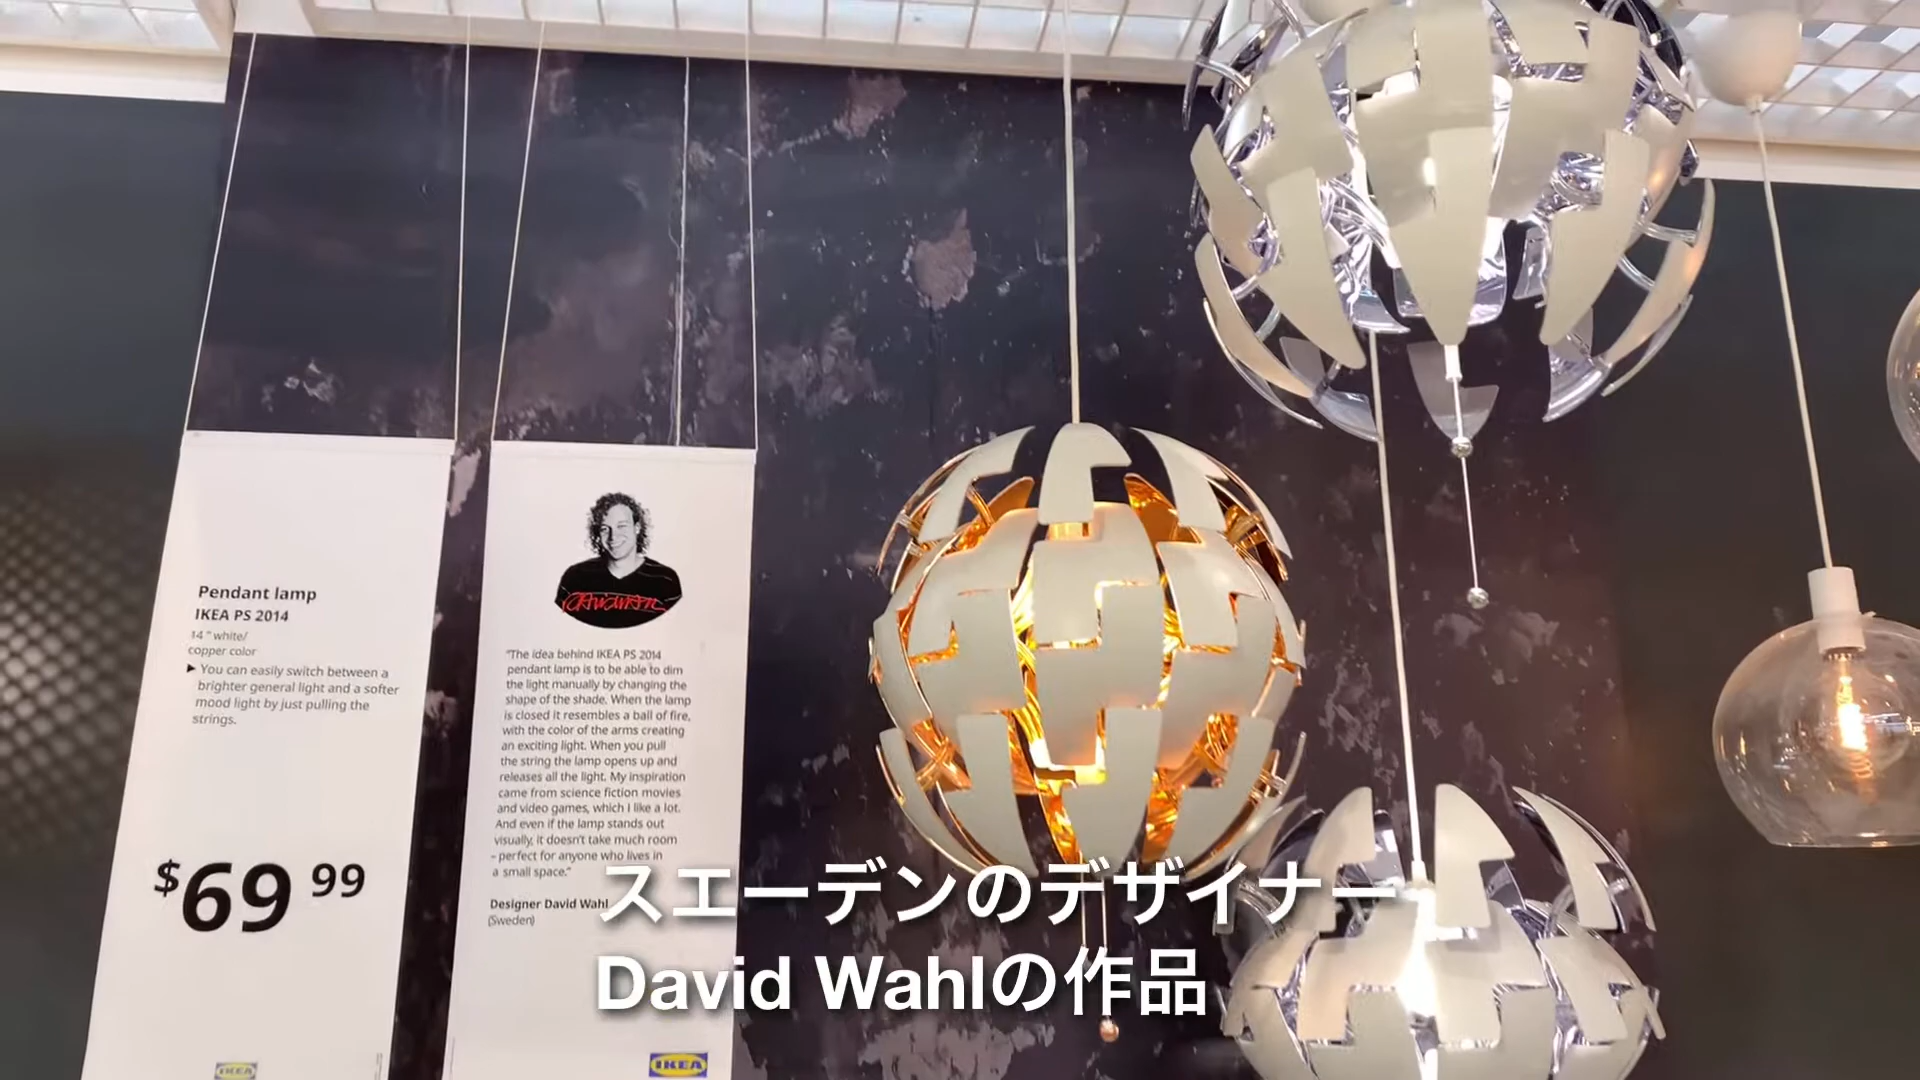 Pendant lamp
IKEA PS 2014
14 " white/
copper color
▶ You can easily switch between a
brighter general light and a softer
mood light by just pulling the
strings.
$69 99
IKEA
"The idea behind IKEA PS 2014
pendant lamp is to be able to dim
the light manually by changing the
shape of the shade. When the lamp
is closed it resembles a ball of fire,
with the color of the arms creating
an exciting light. When you pull
the string the lamp opens up and
releases all the light. My inspiration
came from science fiction movies
and video games, which I like a lot.
And even if the lamp stands out
visually, it doesn't take much room
– perfect for anyone who lives in
a small space."
Designer David Wahl
(Sweden)
IKEA
スエーデンのデザイナー
David Wahlの作品